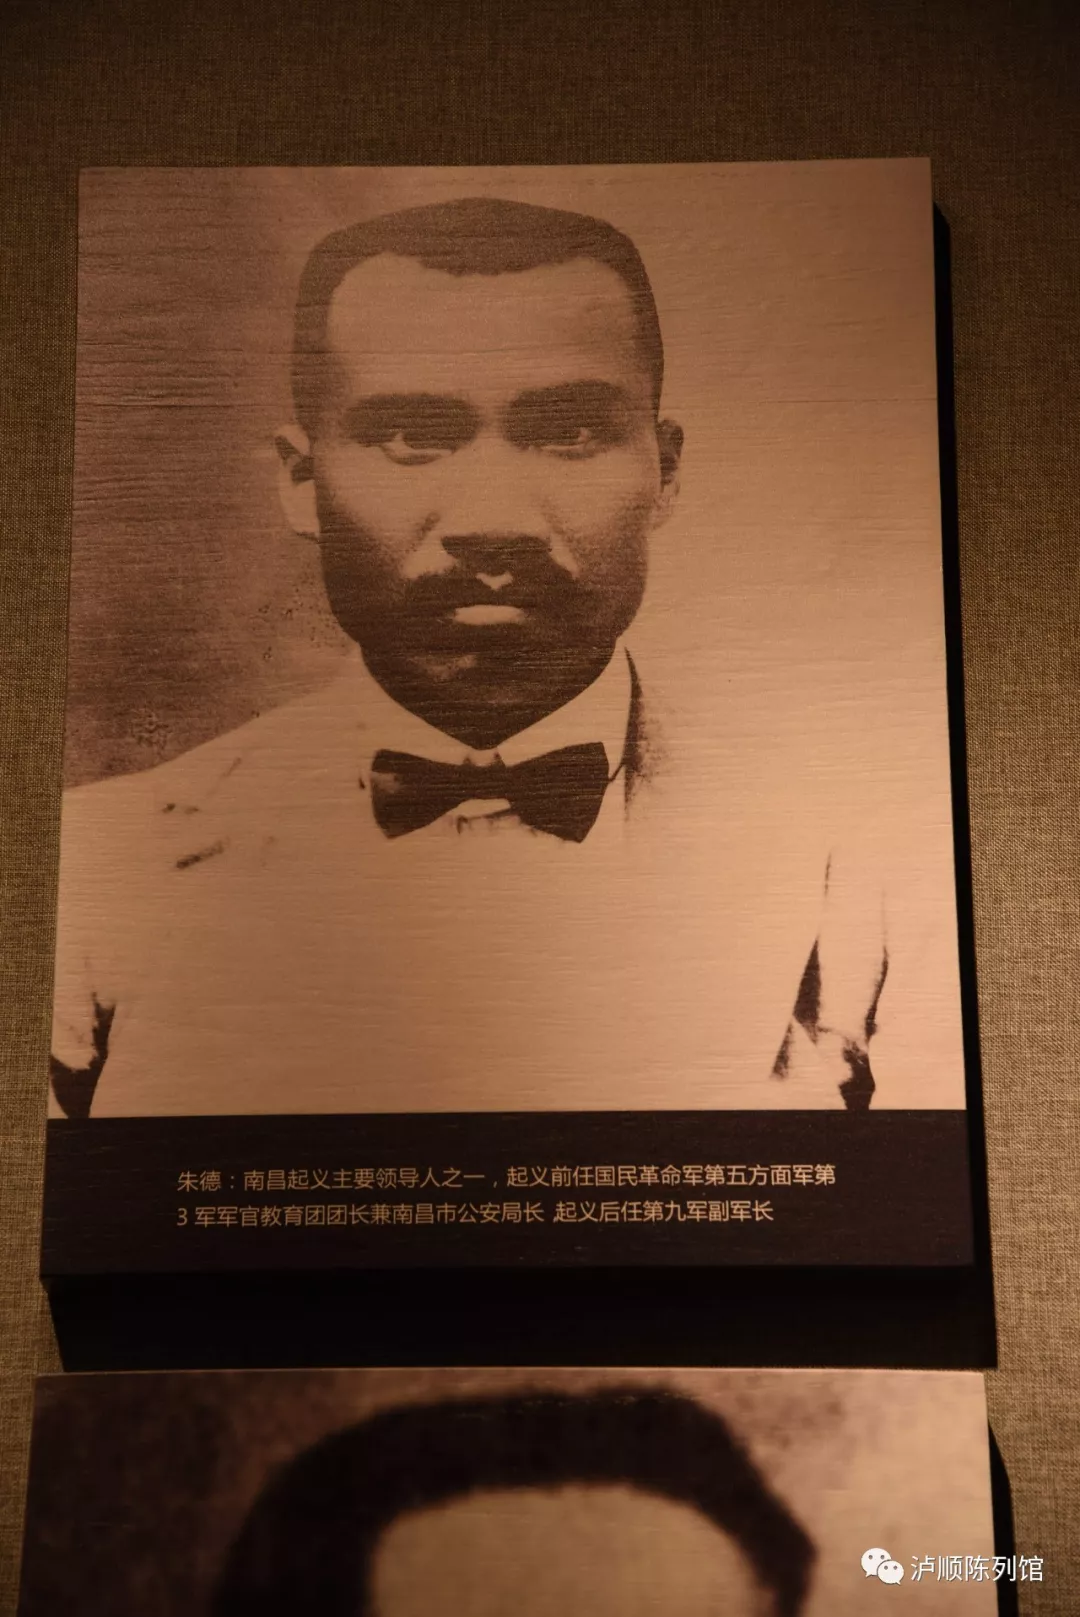 朱德：南昌起义主要领导人之一，起义前任国民革命军第五方面军第
3军军官教育团团长兼南昌市公安局长,起义后任第九军副军长
泸顺陈列馆